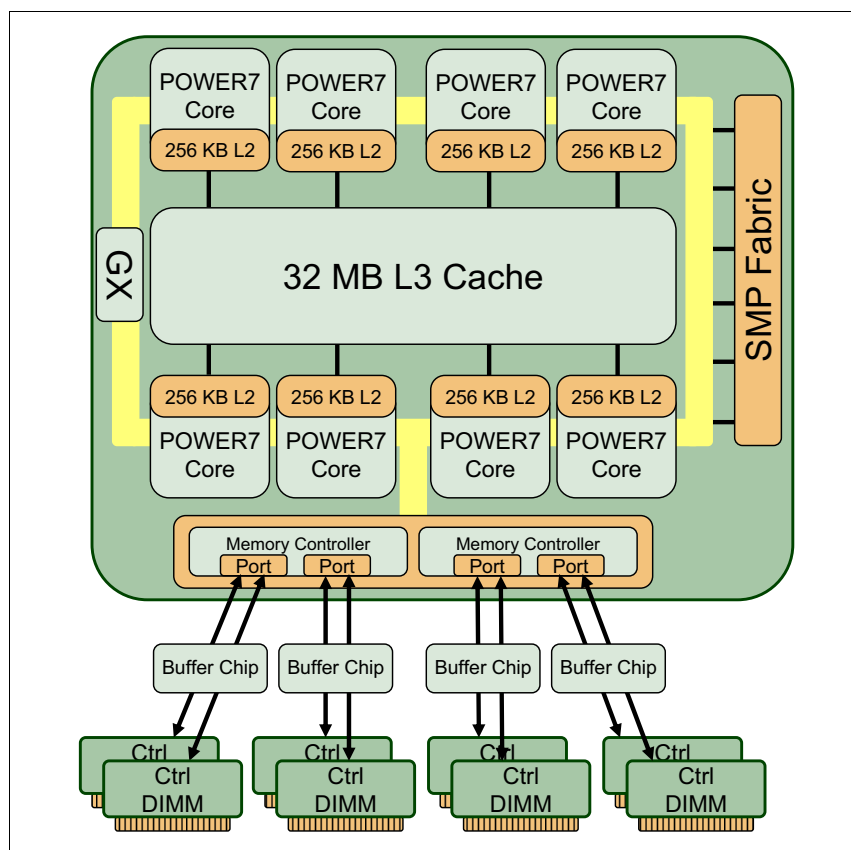 POWER7
Core
256 KB L2
POWER7
Core
256 KB L2
POWER7
Core
256 KB L2
POWER7
Core
256 KB L2
GX
32 MB L3 Cache
SMP Fabric
256 KB L2
POWER7
Core
256 KB L2
POWER7
Core
256 KB L2
POWER7
Core
256 KB L2
POWER7
Core
Memory Controller
Port
Port
Memory Controller
Port
Port
Buffer Chip
Buffer Chip
Buffer Chip
Buffer Chip
Ctrl
Ctrl
DIMM
Ctrl
Ctrl
DIMM
Ctrl
Ctrl
DIMM
Ctrl
Ctrl
DIMM